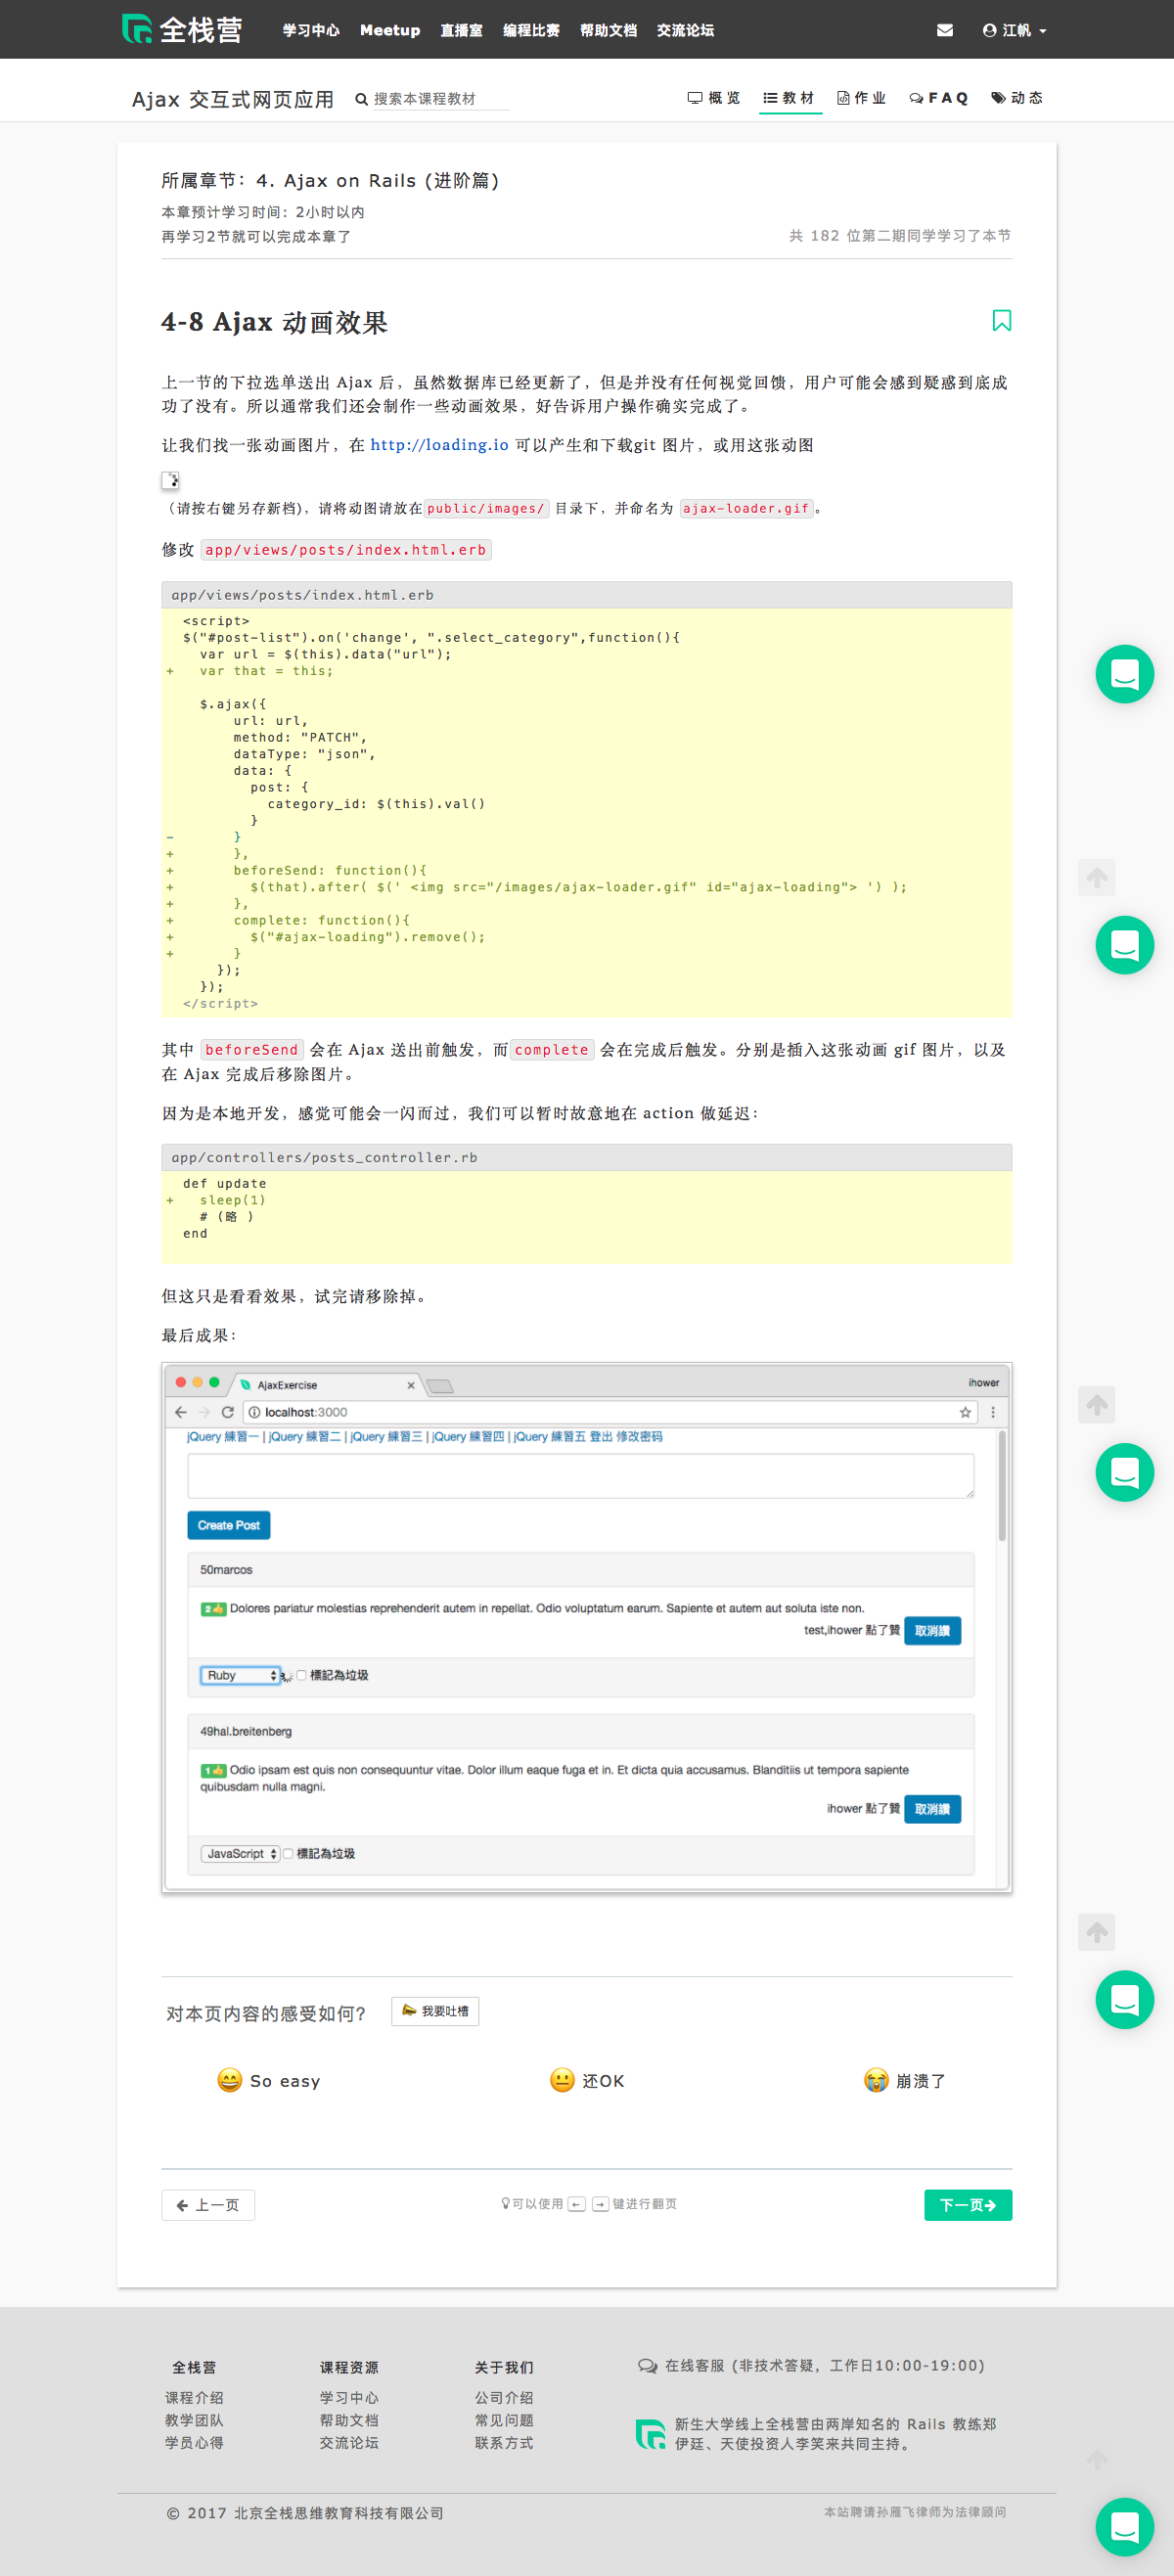 全栈营 学习中心 Meetup 直播室 编程比赛 帮助文档 交流论坛 江帆
Ajax 交互式网页应用 搜索本课程教材 概览 教材 作业 FAQ 动态
所属章节：4. Ajax on Rails (进阶篇)
本章预计学习时间：2小时以内
再学习2节就可以完成本章了 共 182 位第二期同学学习了本节
4-8 Ajax 动画效果
上一节的下拉选单送出 Ajax 后，虽然数据库已经更新了，但是并没有任何视觉回馈，用户可能会感到疑惑到底成
功了没有。所以通常我们还会制作一些动画效果，好告诉用户操作确实完成了。
让我们找一张动画图片，在 http://loading.io 可以产生和下载git 图片，或用这张动图
（请按右键另存新档)，请将动图请放在public/images/ 目录下，并命名为 ajax-loader.gif。
修改 app/views/posts/index.html.erb
app/views/posts/index.html.erb
<script>
$("#post-list").on('change', ".select_category",function(){
var url = $(this).data("url");
+ var that = this;
$.ajax({
url: url,
method: "PATCH",
dataType: "json",
data: {
post: {
category_id: $(this).val()
}
- }
+ },
+ beforeSend: function(){
+ $(that).after( $(' <img src="/images/ajax-loader.gif" id="ajax-loading"> ') );
+ },
+ complete: function(){
+ $("#ajax-loading").remove();
+ }
});
});
</script>
其中 beforeSend 会在 Ajax 送出前触发，而complete 会在完成后触发。分别是插入这张动画 gif 图片，以及
在 Ajax 完成后移除图片。
因为是本地开发，感觉可能会一闪而过，我们可以暂时故意地在 action 做延迟：
app/controllers/posts_controller.rb
def update
+ sleep(1)
# (略 )
end
但这只是看看效果，试完请移除掉。
最后成果：
AjaxExercise ihower
localhost:3000
jQuery 練習一 | jQuery 練習二 | jQuery 練習三 | jQuery 練習四 | jQuery 練習五 登出 修改密码
Create Post
50marcos
2👍 Dolores pariatur molestias reprehenderit autem in repellat. Odio voluptatum earum. Sapiente et autem aut soluta iste non.
test,ihower 點了贊 取消讚
Ruby 標記為垃圾
49hal.breitenberg
1👍 Odio ipsam est quis non consequuntur vitae. Dolor illum eaque fuga et in. Et dicta quia accusamus. Blanditiis ut tempora sapiente
quibusdam nulla magni.
ihower 點了贊 取消讚
JavaScript 標記為垃圾
对本页内容的感受如何？ 我要吐槽
So easy 还OK 崩溃了
上一页 可以使用 ← → 键进行翻页 下一页
全栈营 课程资源 关于我们 在线客服 (非技术答疑，工作日10:00-19:00)
课程介绍 学习中心 公司介绍
教学团队 帮助文档 常见问题 新生大学线上全栈营由两岸知名的 Rails 教练郑
学员心得 交流论坛 联系方式 伊廷、天使投资人李笑来共同主持。
© 2017 北京全栈思维教育科技有限公司 本站聘请孙雁飞律师为法律顾问